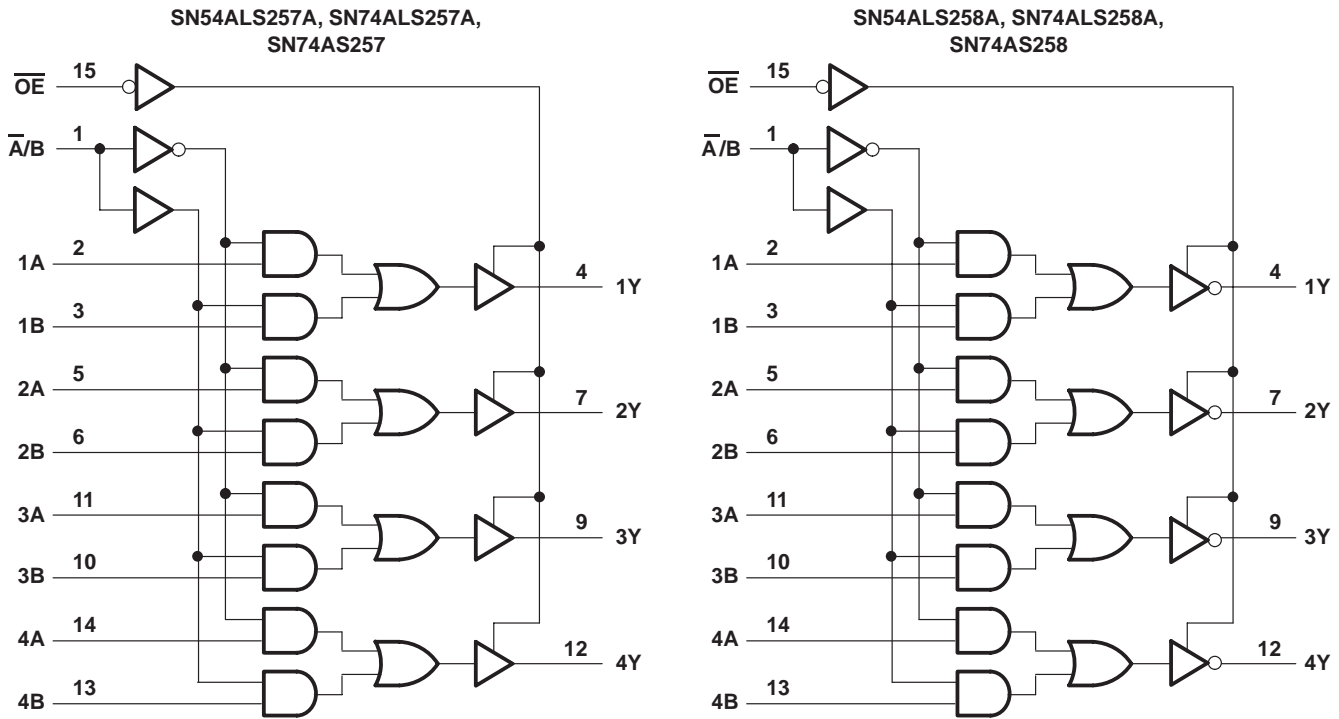 SN54ALS257A, SN74ALS257A,
SN74AS257
OE 15
A/B 1
1A 2
4 1Y
1B 3
2A 5
7 2Y
2B 6
3A 11
9 3Y
3B 10
4A 14
12 4Y
4B 13
SN54ALS258A, SN74ALS258A,
SN74AS258
OE 15
A/B 1
1A 2
4 1Y
1B 3
2A 5
7 2Y
2B 6
3A 11
9 3Y
3B 10
4A 14
12 4Y
4B 13